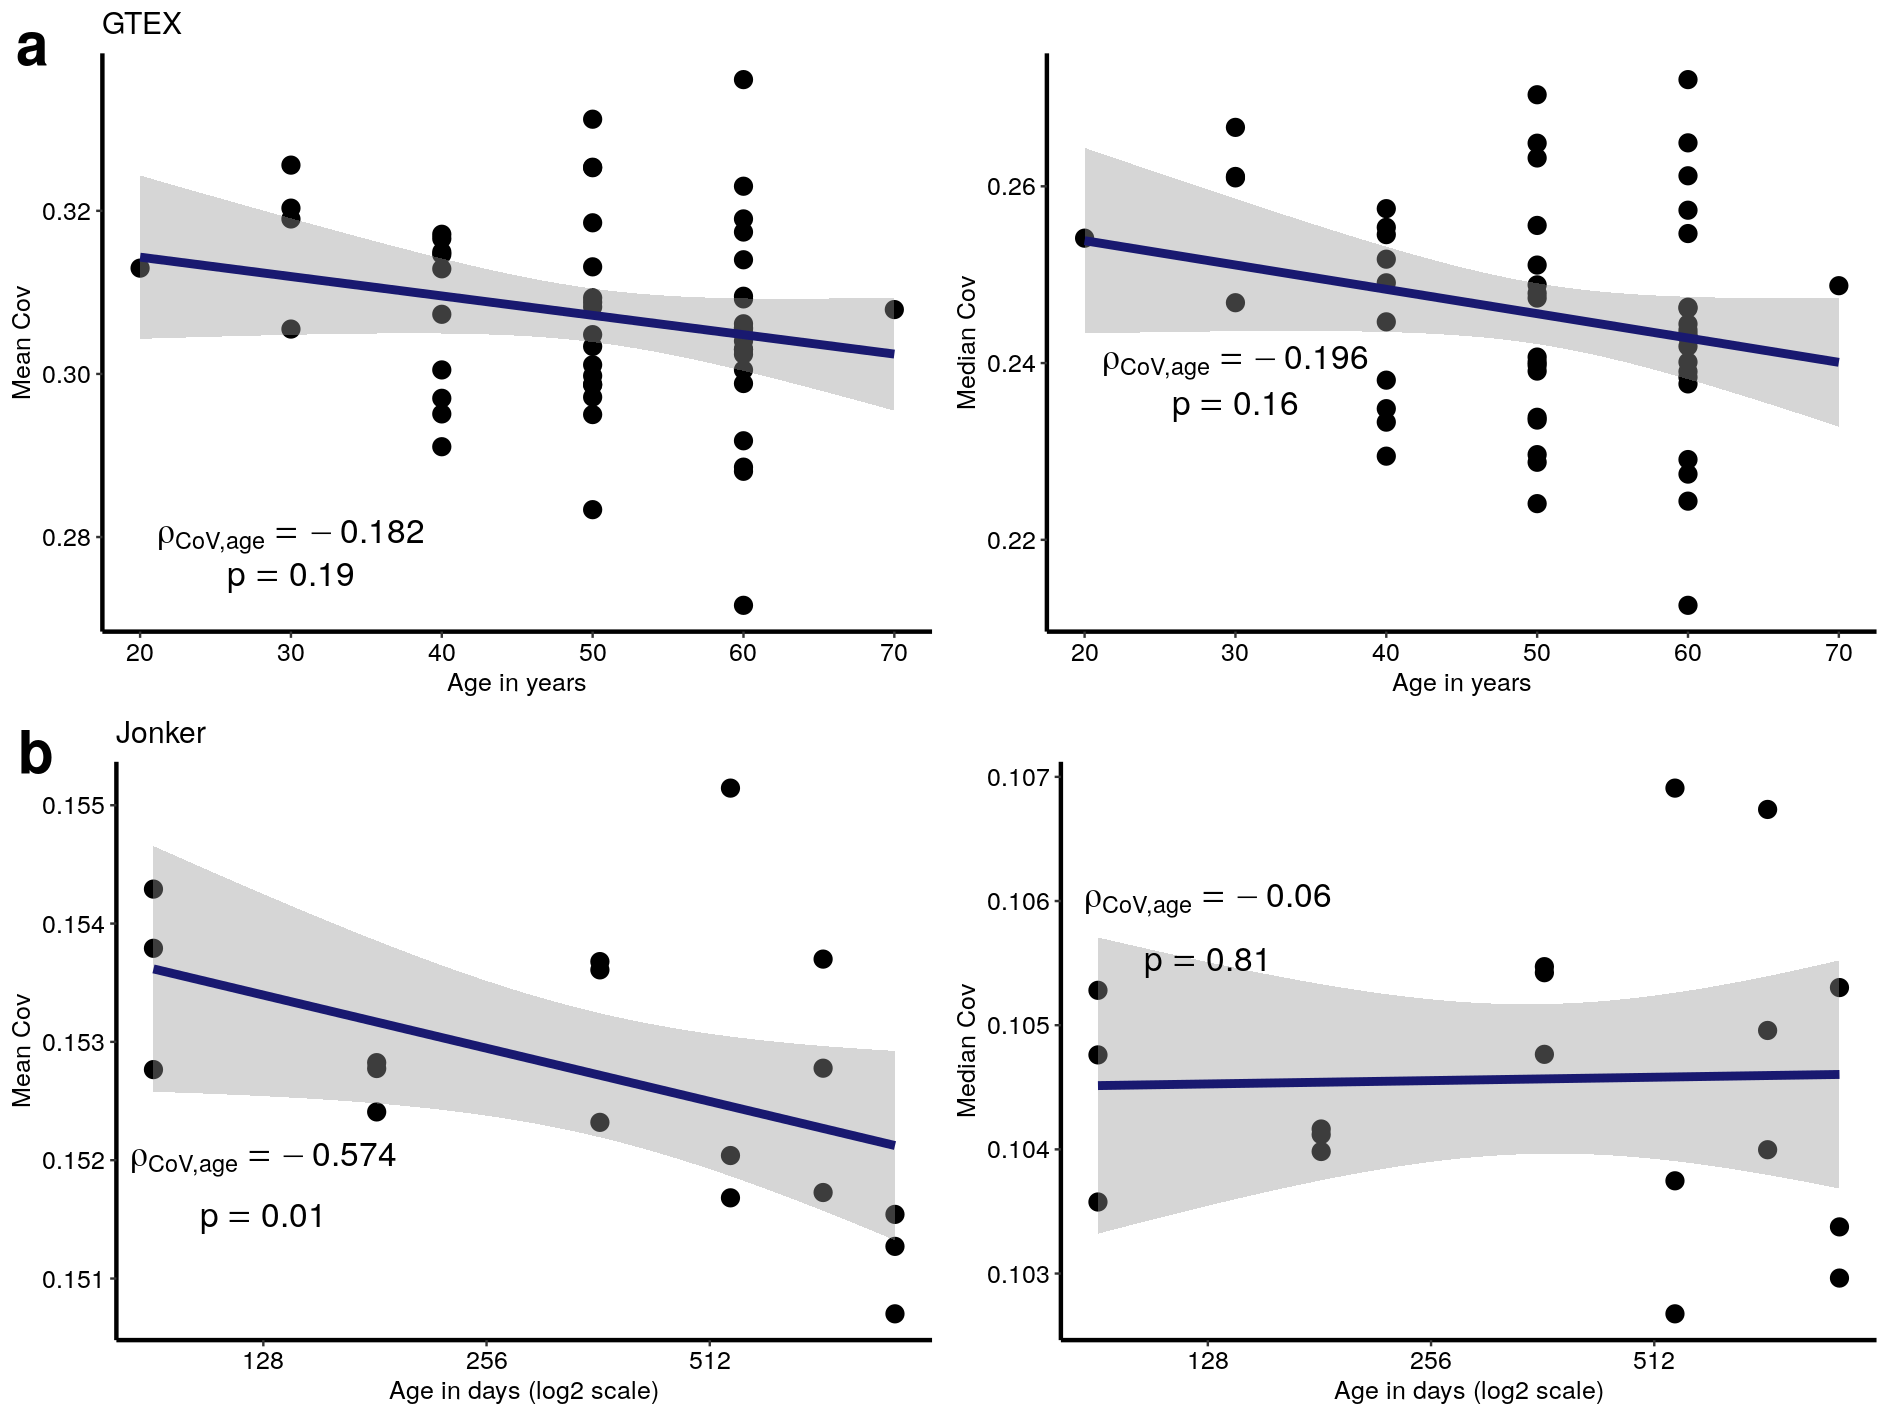 a
GTEX
Mean Cov
0.32
0.30
0.28
ρCoV,age = − 0.182
p = 0.19
20 30 40 50 60 70
Age in years
Median Cov
0.26
0.24
0.22
ρCoV,age = − 0.196
p = 0.16
20 30 40 50 60 70
Age in years
b
Jonker
Mean Cov
0.155
0.154
0.153
0.152
0.151
ρCoV,age = − 0.574
p = 0.01
128 256 512
Age in days (log2 scale)
Median Cov
0.107
0.106
0.105
0.104
0.103
ρCoV,age = − 0.06
p = 0.81
128 256 512
Age in days (log2 scale)